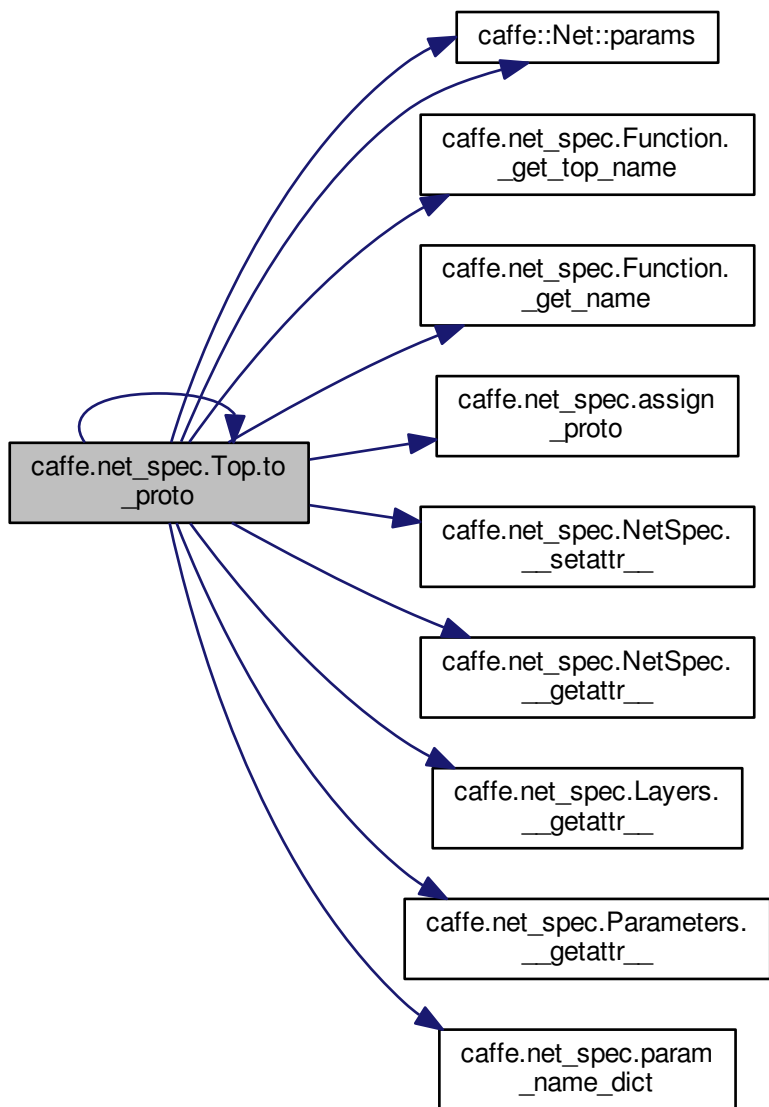 caffe::Net::params
caffe.net_spec.Function.
_get_top_name
caffe.net_spec.Function.
_get_name
caffe.net_spec.assign
_proto
caffe.net_spec.Top.to
_proto
caffe.net_spec.NetSpec.
__setattr__
caffe.net_spec.NetSpec.
__getattr__
caffe.net_spec.Layers.
__getattr__
caffe.net_spec.Parameters.
__getattr__
caffe.net_spec.param
_name_dict